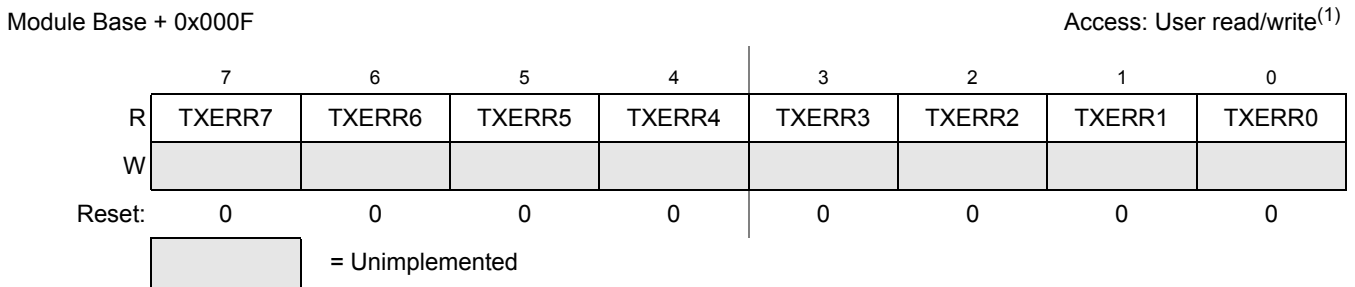 Module Base + 0x000F Access: User read/write(1)
7 6 5 4 3 2 1 0
R TXERR7 TXERR6 TXERR5 TXERR4 TXERR3 TXERR2 TXERR1 TXERR0
W
Reset: 0 0 0 0 0 0 0 0
= Unimplemented